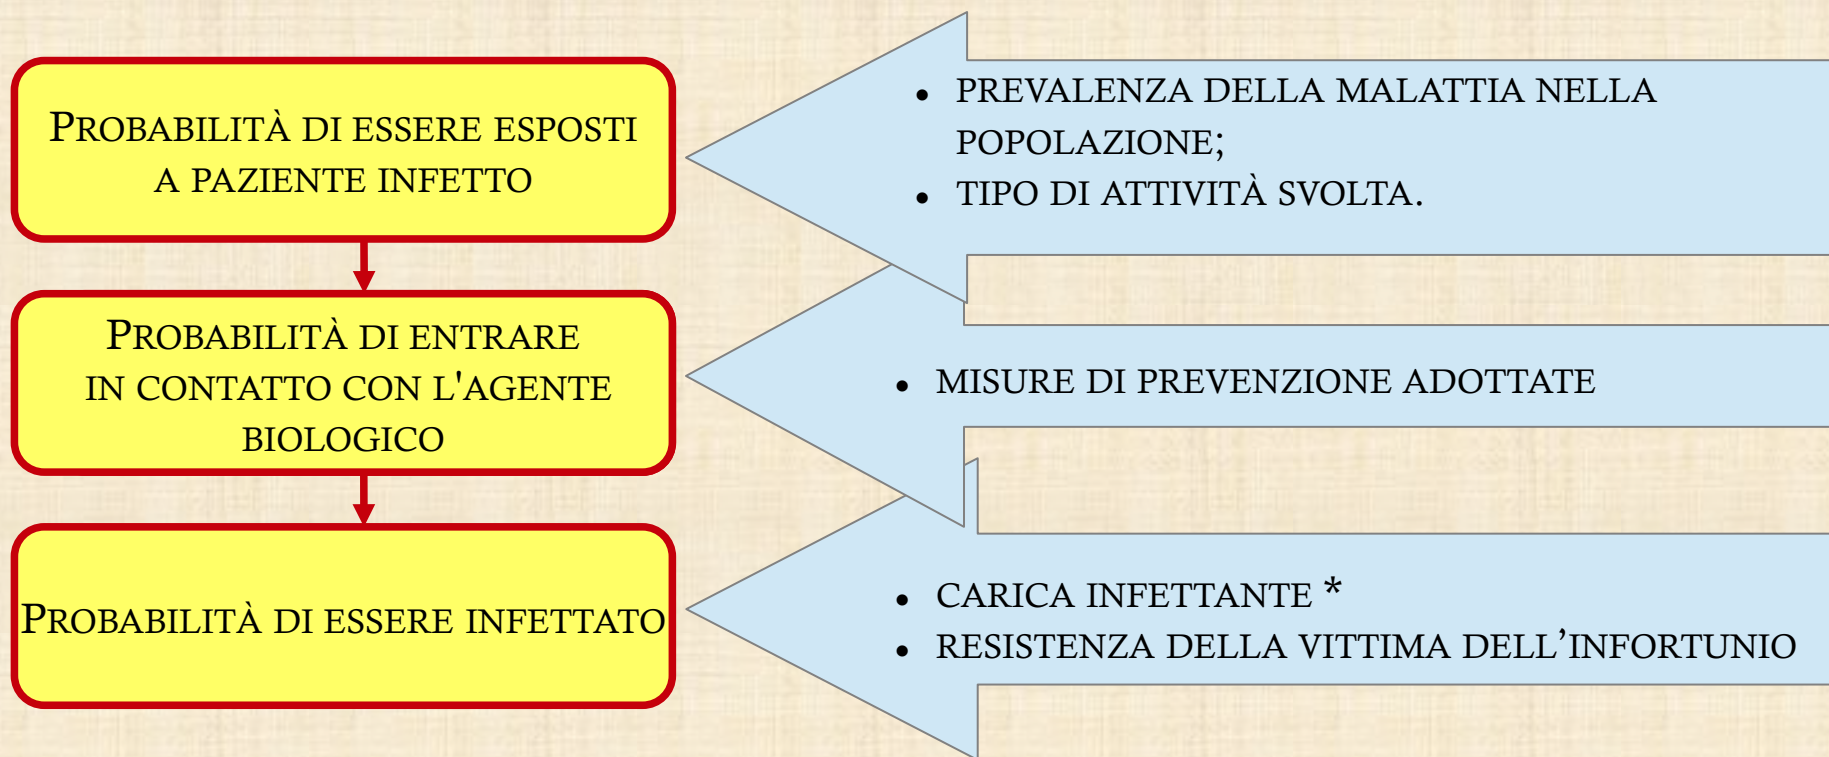 PROBABILITÀ DI ESSERE ESPOSTI
A PAZIENTE INFETTO
• PREVALENZA DELLA MALATTIA NELLA
POPOLAZIONE;
• TIPO DI ATTIVITÀ SVOLTA.
PROBABILITÀ DI ENTRARE
IN CONTATTO CON L'AGENTE
BIOLOGICO
• MISURE DI PREVENZIONE ADOTTATE
PROBABILITÀ DI ESSERE INFETTATO
• CARICA INFETTANTE *
• RESISTENZA DELLA VITTIMA DELL’INFORTUNIO